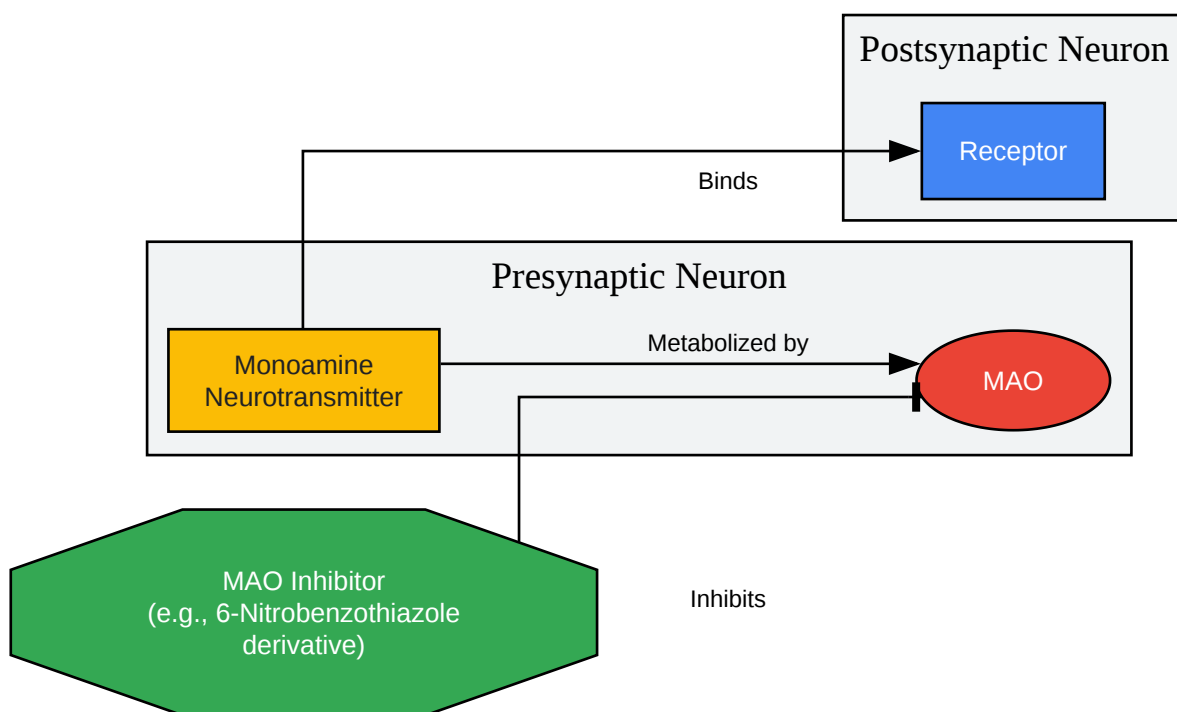 Postsynaptic Neuron
Receptor
Binds
Presynaptic Neuron
Metabolized by
Monoamine
Neurotransmitter
MAO
MAO Inhibitor
(e.g., 6-Nitrobenzothiazole
derivative)
Inhibits